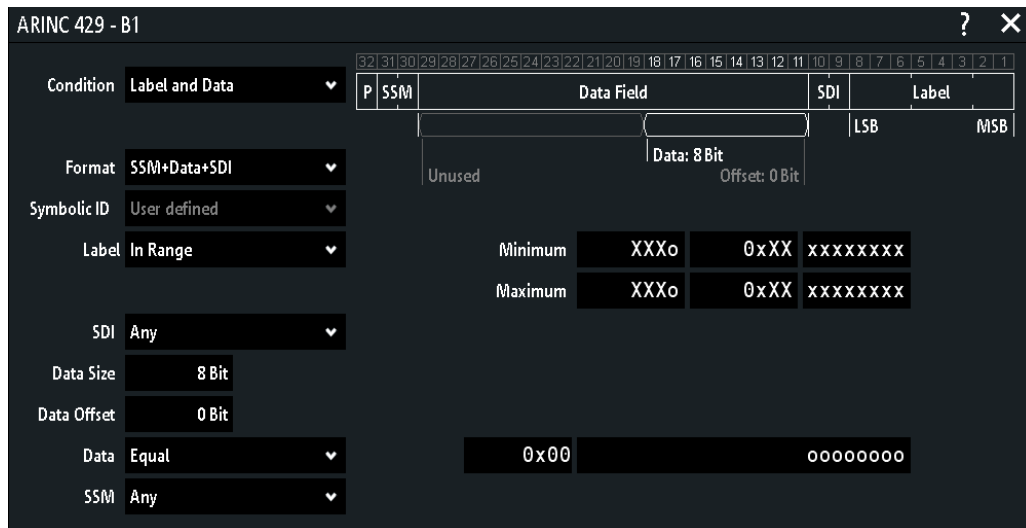 ARINC 429 - B1 ? ✕
32 31 30 29 28 27 26 25 24 23 22 21 20 19 18 17 16 15 14 13 12 11 10 9 8 7 6 5 4 3 2 1
Condition Label and Data P SSM Data Field SDI Label
LSB MSB
Data: 8 Bit
Format SSM+Data+SDI Unused Offset: 0 Bit
Symbolic ID User defined
Label In Range Minimum XXXo 0xXX xxxxxxxx
Maximum XXXo 0xXX xxxxxxxx
SDI Any
Data Size 8 Bit
Data Offset 0 Bit
Data Equal 0x00 oooooooo
SSM Any